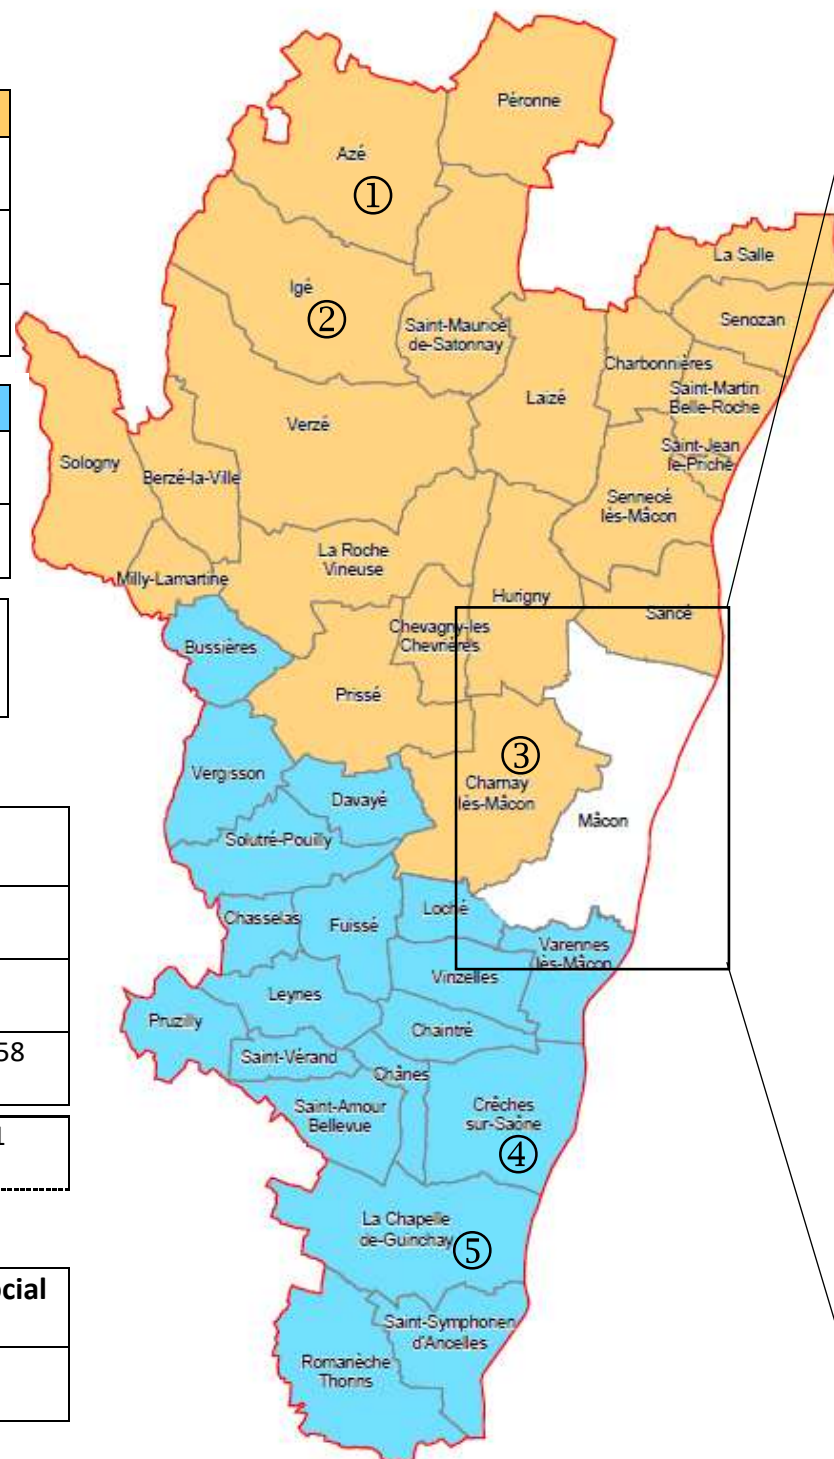 Péronne
Azé
①
La Salle
Igé
②
Senozan
Saint-Maurice
de-Satonnay
Charbonnières
Saint-Martin
Belle-Roche
Laizé
Verzé
Saint-Jean
le-Priché
Sologny
Berzé-la-Ville
Sennecé
lès-Mâcon
La Roche
Vineuse
Milly-Lamartine
Hurigny
Sancé
Chevagny-les
Chevrières
Bussières
Prissé
③
Charnay
lès-Mâcon
Vergisson
Davayé
Mâcon
Solutré-Pouilly
Chasselas
Fuissé
Loché
Varennes
lès-Mâcon
Vinzelles
Leynes
Pruzilly
Chaintré
58
Saint-Vérand
Chânes
Saint-Amour
Bellevue
Crêches
sur-Saône
④
1
La Chapelle
de-Guinchay
⑤
ocial
Saint-Symphorien
d'Ancelles
Romanèche
Thorins